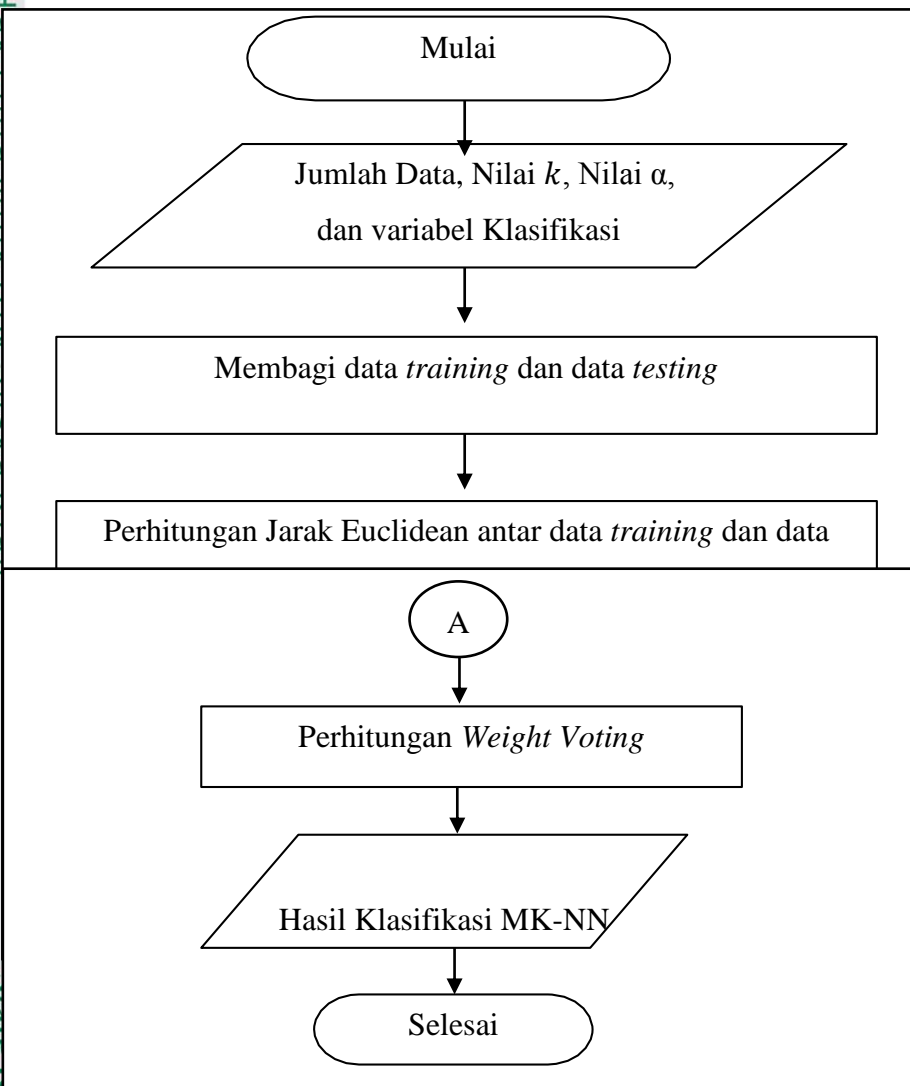 Mulai
Jumlah Data, Nilai k, Nilai α,
dan variabel Klasifikasi
Membagi data training dan data testing
Perhitungan Jarak Euclidean antar data training dan data
A
Perhitungan Weight Voting
Hasil Klasifikasi MK-NN
Selesai